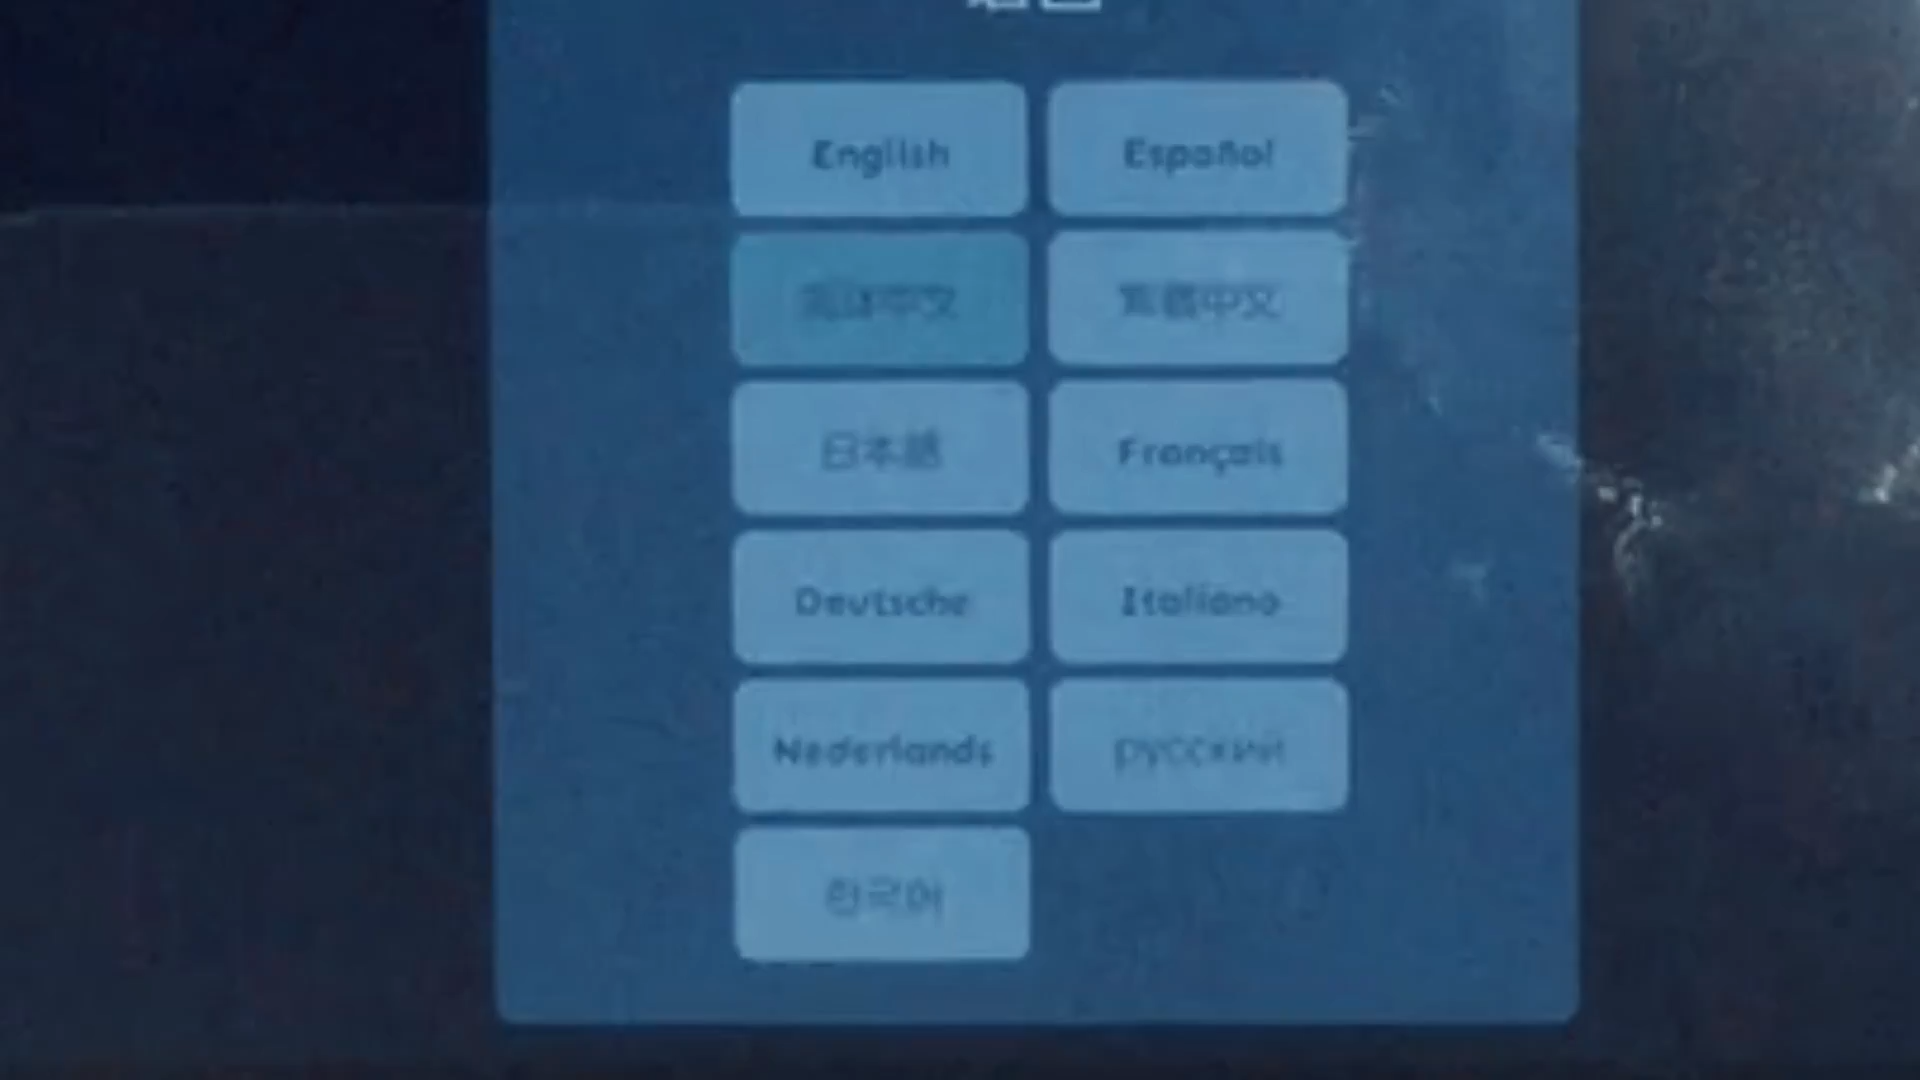 English Español
简体中文 繁體中文
日本語 Français
Deutsche Italiano
Nederlands русский
한국어